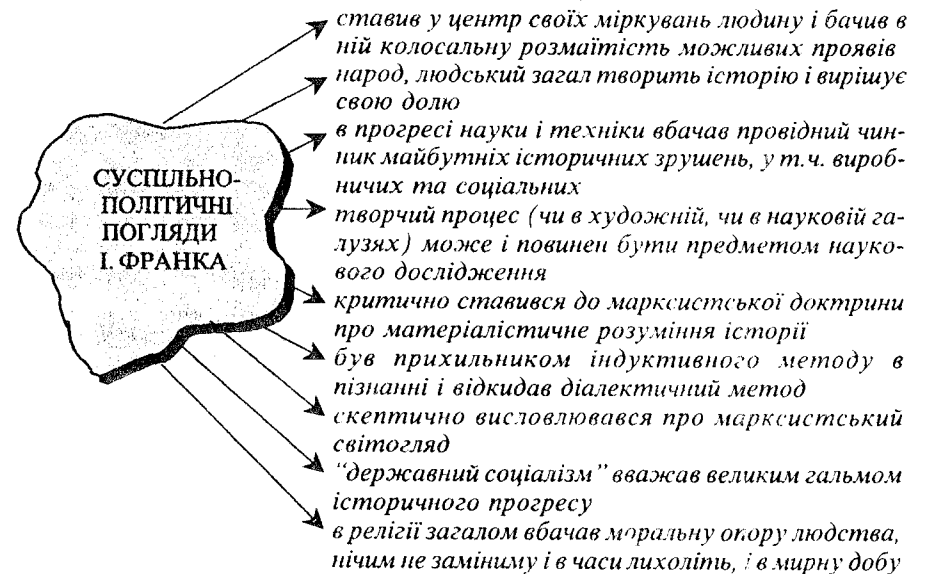 СУСПІЛЬНО-
ПОЛІТИЧНІ
ПОГЛЯДИ
І. ФРАНКА
ставив у центр своїх міркувань людину і бачив в
ній колосальну розмаїтість можливих проявів
народ, людський загал творить історію і вирішує
свою долю
в прогресі науки і техніки вбачав провідний чин-
ник майбутніх історичних зрушень, у т.ч. вироб-
ничих та соціальних
творчий процес (чи в художній, чи в науковій га-
лузях) може і повинен бути предметом науко-
вого дослідження
критично ставився до марксистської доктрини
про матеріалістичне розуміння історії
був прихильником індуктивного методу в
пізнанні і відкидав діалектичний метод
скептично висловлювався про марксистський
світогляд
“державний соціалізм” вважав великим гальмом
історичного прогресу
в релігії загалом вбачав моральну опору людства,
нічим не заміниму і в часи лихоліть, і в мирну добу